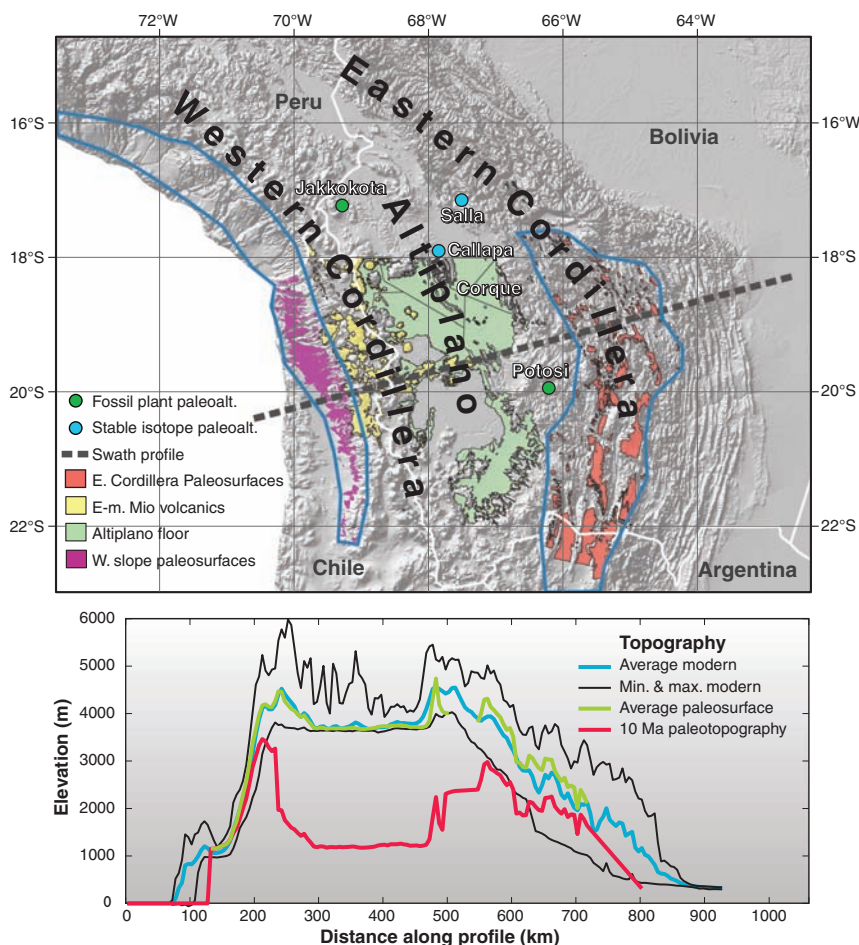 72°W 70°W 68°W 66°W 64°W
Eastern Cordillera
Western Cordillera
Altiplano
Peru
Bolivia
16°S
16°W
Jakkokota
Salla
18°S
18°S
Callapa
Corque
Potosi
20°S
20°S
Fossil plant paleoalt.
Stable isotope paleoalt.
Swath profile
E. Cordillera Paleosurfaces
E-m. Mio volcanics
Altiplano floor
W. slope paleosurfaces
22°S
22°S
Chile
Argentina
6000
5000
4000
3000
2000
1000
0
Elevation (m)
Topography
Average modern
Min. & max. modern
Average paleosurface
10 Ma paleotopography
0 100 200 300 400 500 600 700 800 900 1000
Distance along profile (km)